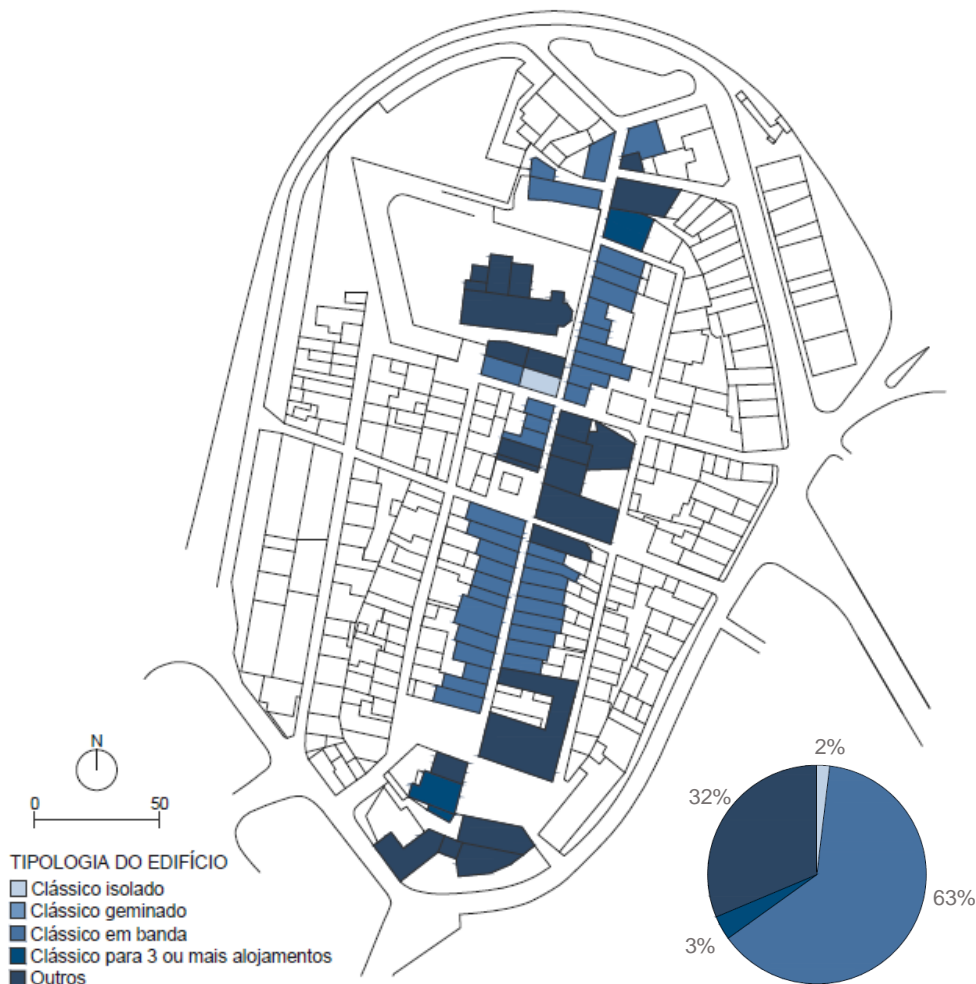 N
0 50
TIPOLOGIA DO EDIFÍCIO
Clássico isolado
Clássico geminado
Clássico em banda
Clássico para 3 ou mais alojamentos
Outros
2%
32%
63%
3%